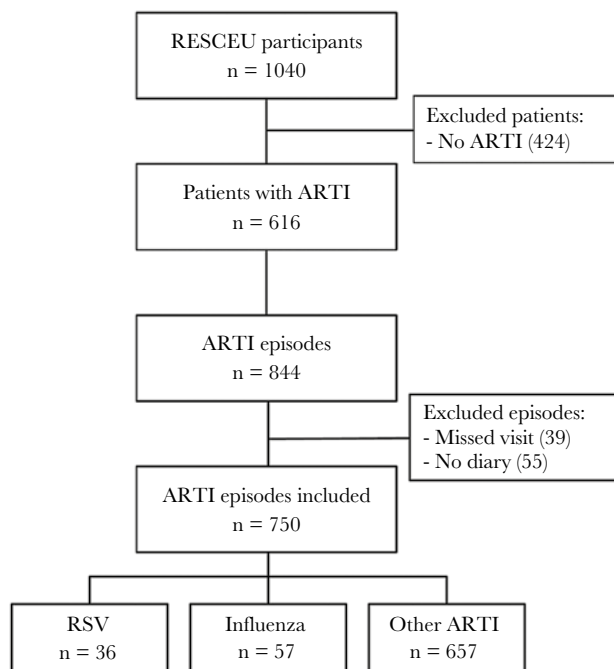 RESCEU participants
n = 1040
Excluded patients:
- No ARTI (424)
Patients with ARTI
n = 616
ARTI episodes
n = 844
Excluded episodes:
- Missed visit (39)
- No diary (55)
ARTI episodes included
n = 750
RSV
n = 36
Influenza
n = 57
Other ARTI
n = 657